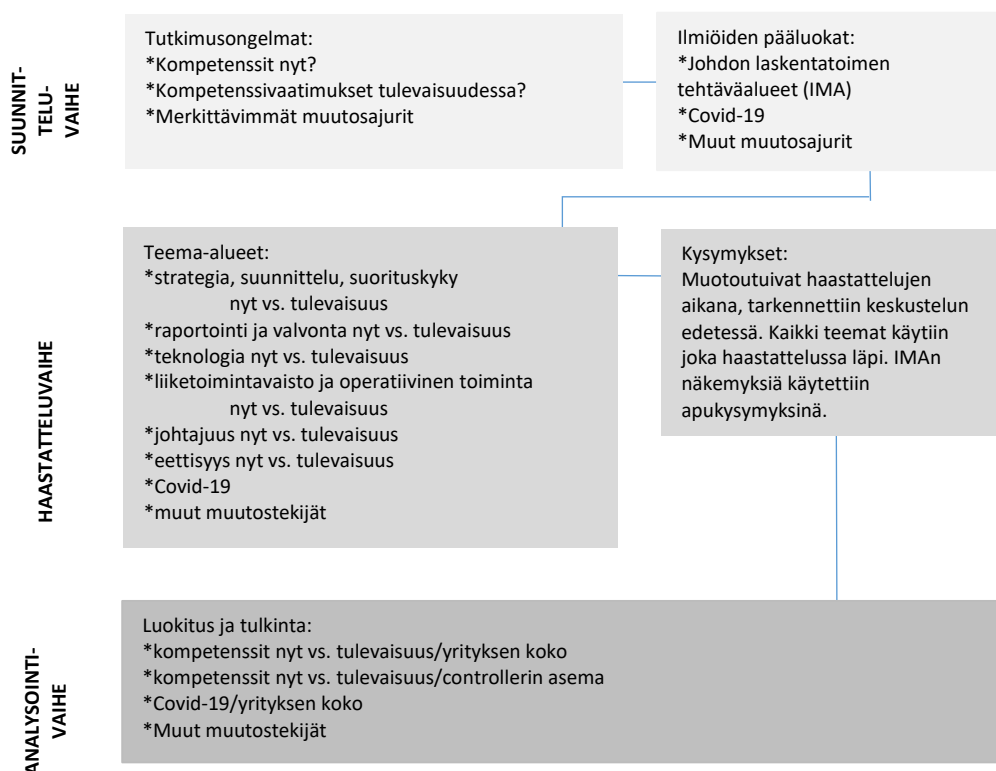 SUUNNIT-
TELU-
VAIHE
Tutkimusongelmat:
*Kompetenssit nyt?
*Kompetenssivaatimukset tulevaisuudessa?
*Merkittävimmät muutosajurit
Ilmiöiden pääluokat:
*Johdon laskentatoimen
tehtäväalueet (IMA)
*Covid-19
*Muut muutosajurit
HAASTATTELUVAIHE
Teema-alueet:
*strategia, suunnittelu, suorituskyky
nyt vs. tulevaisuus
*raportointi ja valvonta nyt vs. tulevaisuus
*teknologia nyt vs. tulevaisuus
*liiketoimintavaisto ja operatiivinen toiminta
nyt vs. tulevaisuus
*johtajuus nyt vs. tulevaisuus
*eettisyys nyt vs. tulevaisuus
*Covid-19
*muut muutostekijät
Kysymykset:
Muotoutuivat haastattelujen
aikana, tarkennettiin keskustelun
edetessä. Kaikki teemat käytiin
joka haastattelussa läpi. IMAn
näkemyksiä käytettiin
apukysymyksinä.
ANALYSOINTI-
VAIHE
Luokitus ja tulkinta:
*kompetenssit nyt vs. tulevaisuus/yrityksen koko
*kompetenssit nyt vs. tulevaisuus/controllerin asema
*Covid-19/yrityksen koko
*Muut muutostekijät